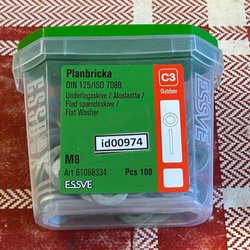 Planbricka
DIN 125/ISO 7089
Underlagsskive / Aluslaatta /
Flad spændeskive /
Flat Washer
C3
Outdoor
id00974
M8
Art 61068334
Pcs 100
ESSVE
ESSVE